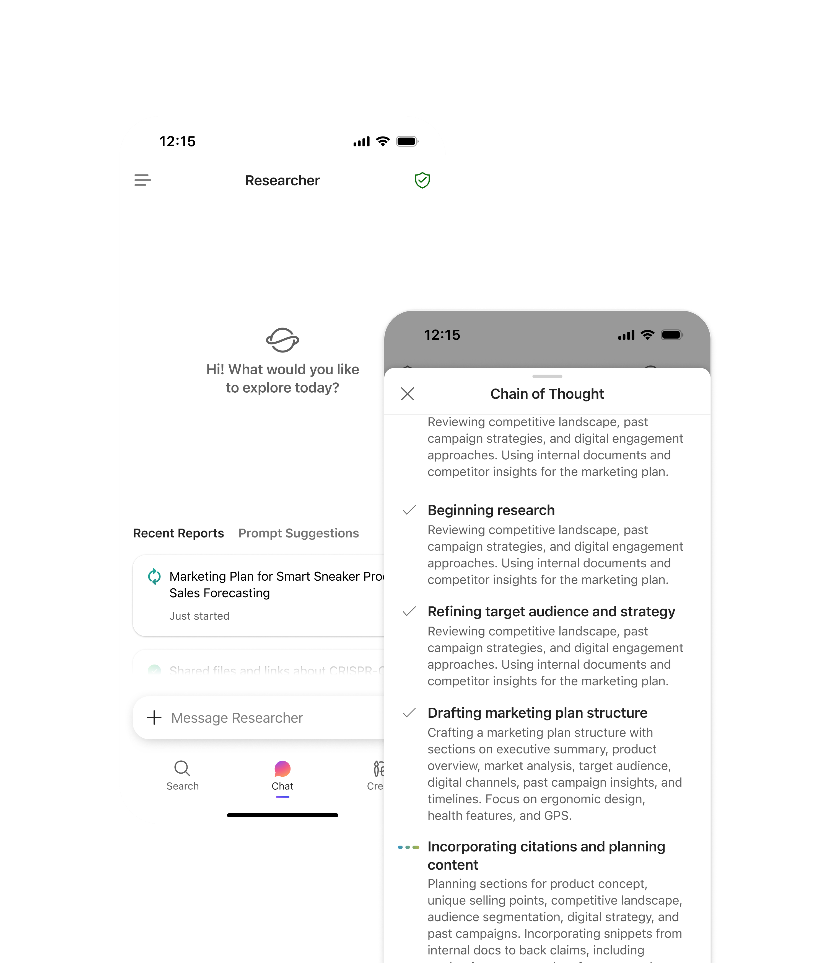 12:15
Researcher
Hi! What would you like
to explore today?
Recent Reports
Prompt Suggestions
Marketing Plan for Smart Sneaker
Sales Forecasting
Just started
Shared files and links about
Message Researcher
Search
Chat
12:15
Chain of Thought
Reviewing competitive landscape, past
campaign strategies, and digital engagement
approaches. Using internal documents and
competitor insights for the marketing plan.
Beginning research
Reviewing competitive landscape, past
campaign strategies, and digital engagement
approaches. Using internal documents and
competitor insights for the marketing plan.
Refining target audience and strategy
Reviewing competitive landscape, past
campaign strategies, and digital engagement
approaches. Using internal documents and
competitor insights for the marketing plan.
Drafting marketing plan structure
Crafting a marketing plan structure with
sections on executive summary, product
overview, market analysis, target audience,
digital channels, past campaign insights, and
timelines. Focus on ergonomic design,
health features, and GPS.
Incorporating citations and planning
content
Planning sections for product concept,
unique selling points, competitive landscape,
audience segmentation, digital strategy, and
past campaigns. Incorporating snippets from
internal docs to back claims, including